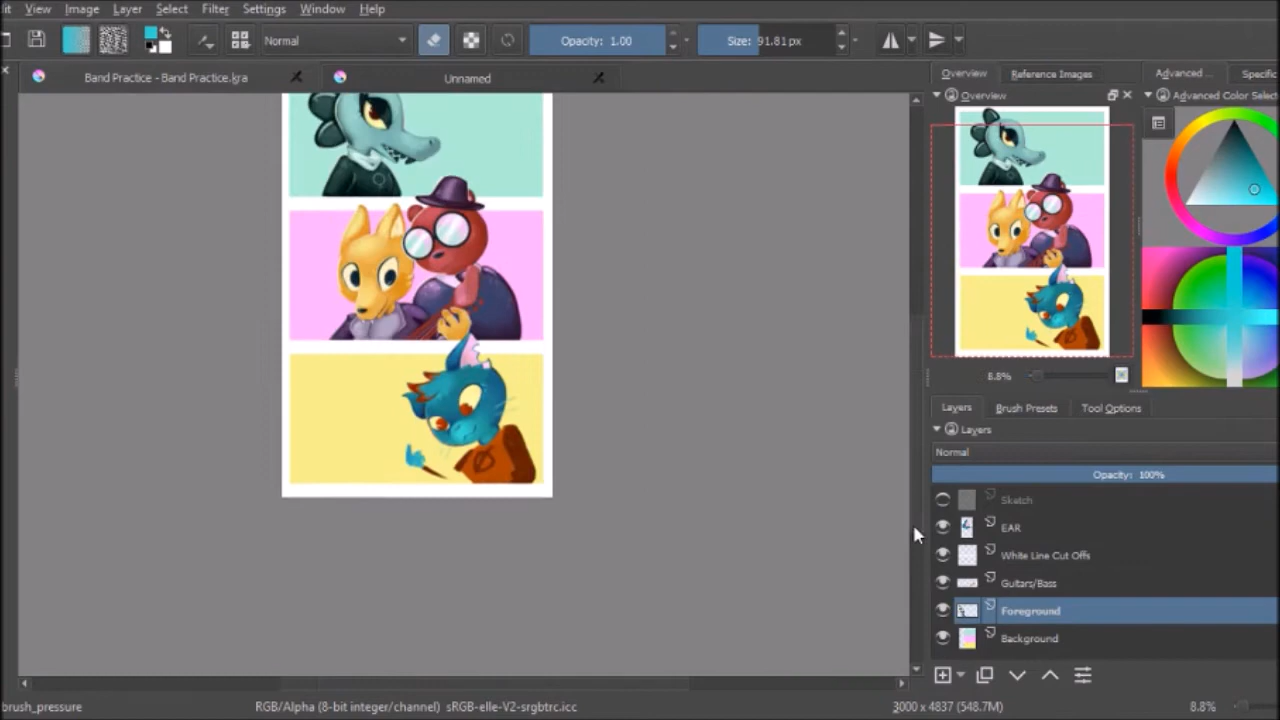 it View Image Layer Select Filter Settings Window Help
Normal Opacity: 1.00 Size: 91.81 px
Band Practice - Band Practice.kra Unnamed
Overview Reference Images Advanced ... Specific
Overview Advanced Color Select
8.8%
Layers Brush Presets Tool Options
Layers
Normal
Opacity: 100%
Sketch
EAR
White Line Cut Offs
Guitars/Bass
Foreground
Background
brush_pressure RGB/Alpha (8-bit integer/channel) sRGB-elle-V2-srgbtrc.icc 3000 x 4837 (548.7M) 8.8%